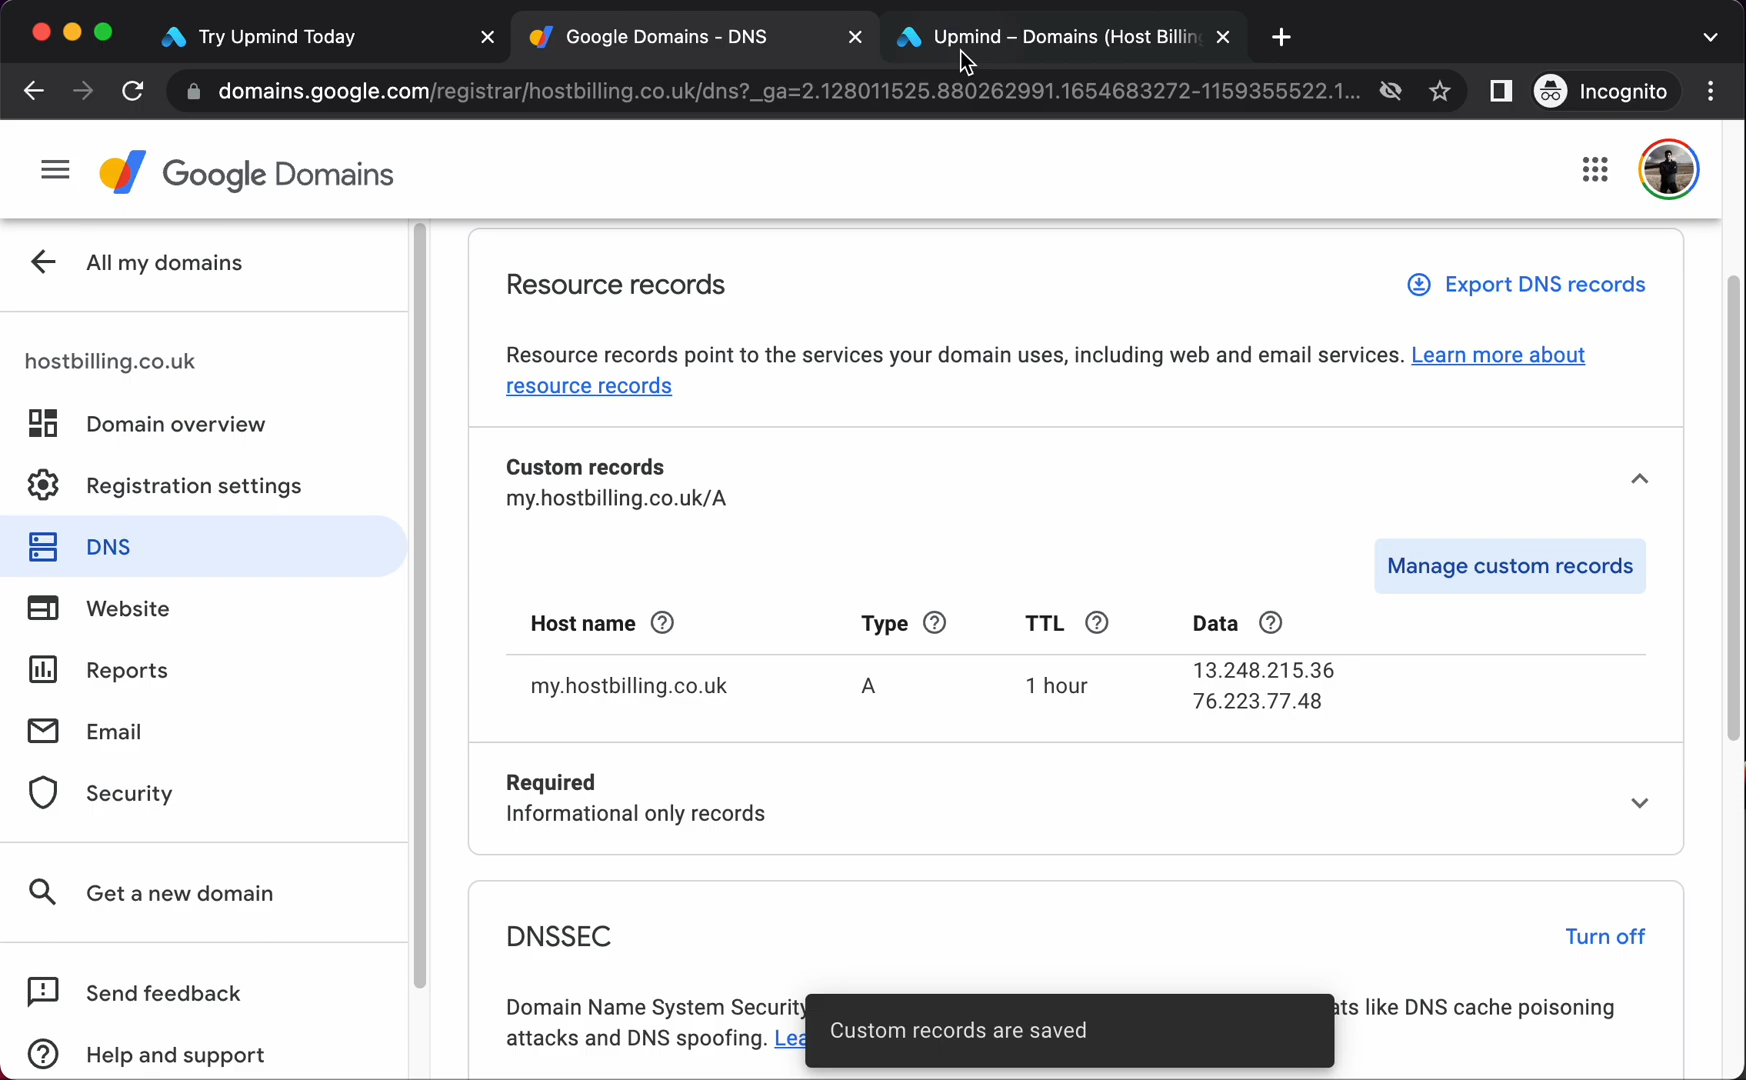 Try Upmind Today
Google Domains - DNS
Upmind – Domains (Host Billing
domains.google.com/registrar/hostbilling.co.uk/dns?_ga=2.128011525.880262991.1654683272-1159355522.1...
Incognito
Google Domains
All my domains
hostbilling.co.uk
Domain overview
Registration settings
DNS
Website
Reports
Email
Security
Get a new domain
Send feedback
Help and support
Resource records
Export DNS records
Resource records point to the services your domain uses, including web and email services. Learn more about
resource records
Custom records
my.hostbilling.co.uk/A
Manage custom records
Host name Type TTL Data
my.hostbilling.co.uk A 1 hour 13.248.215.36
76.223.77.48
Required
Informational only records
DNSSEC
Turn off
Domain Name System Security ats like DNS cache poisoning
attacks and DNS spoofing. Lea
Custom records are saved